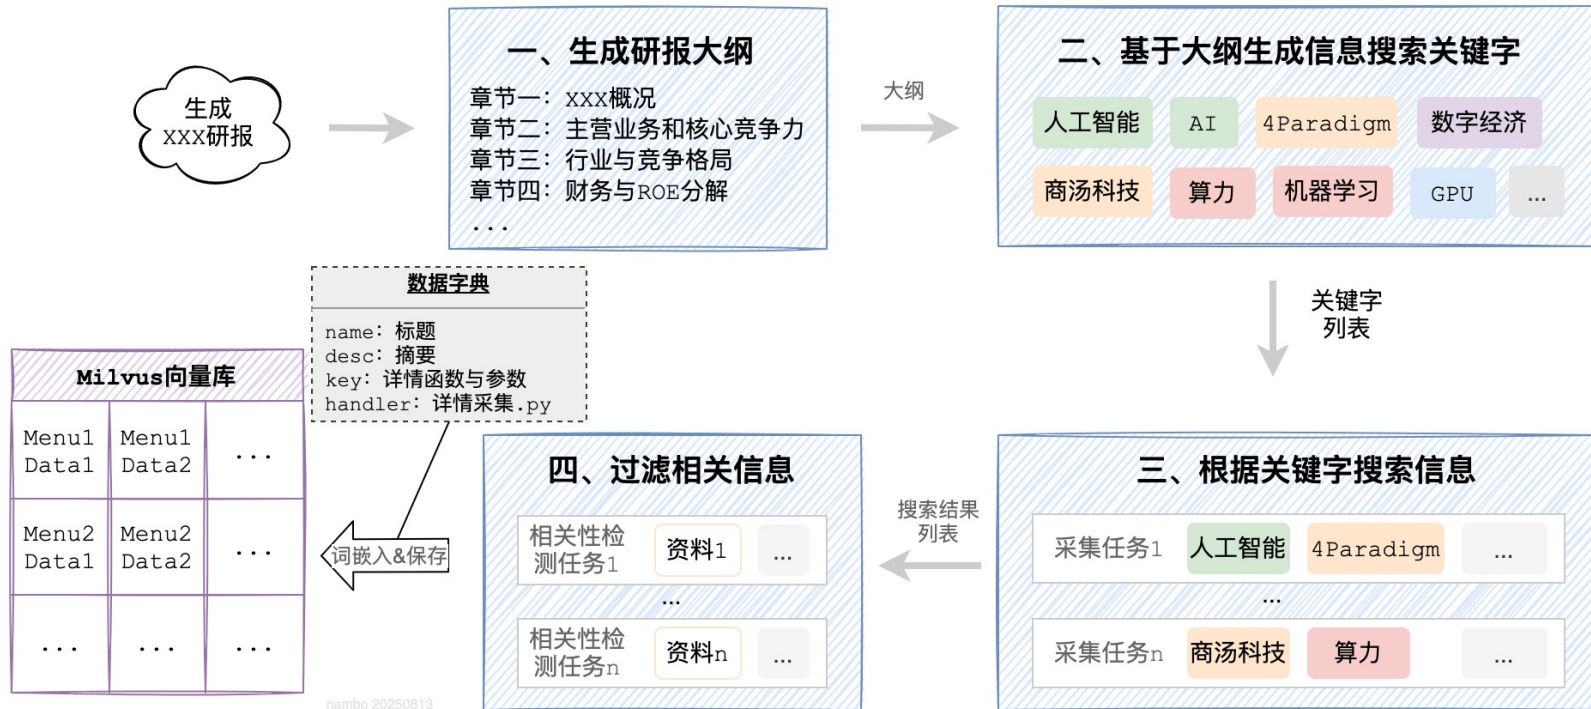 生成
XXX研报
一、生成研报大纲
章节一：XXX概况
章节二：主营业务和核心竞争力
章节三：行业与竞争格局
章节四：财务与ROE分解
...
大纲
二、基于大纲生成信息搜索关键字
人工智能
AI
4Paradigm
数字经济
商汤科技
算力
机器学习
GPU
...
关键字
列表
三、根据关键字搜索信息
采集任务1
人工智能
4Paradigm
...
...
采集任务n
商汤科技
算力
...
搜索结果
列表
四、过滤相关信息
相关性检
测任务1
资料1
...
...
相关性检
测任务n
资料n
...
数据字典
name：标题
desc：摘要
key：详情函数与参数
handler：详情采集.py
词嵌入&保存
Milvus向量库
Menu1
Data1
Menu1
Data2
...
Menu2
Data1
Menu2
Data2
...
...
...
...
nambo 20250813